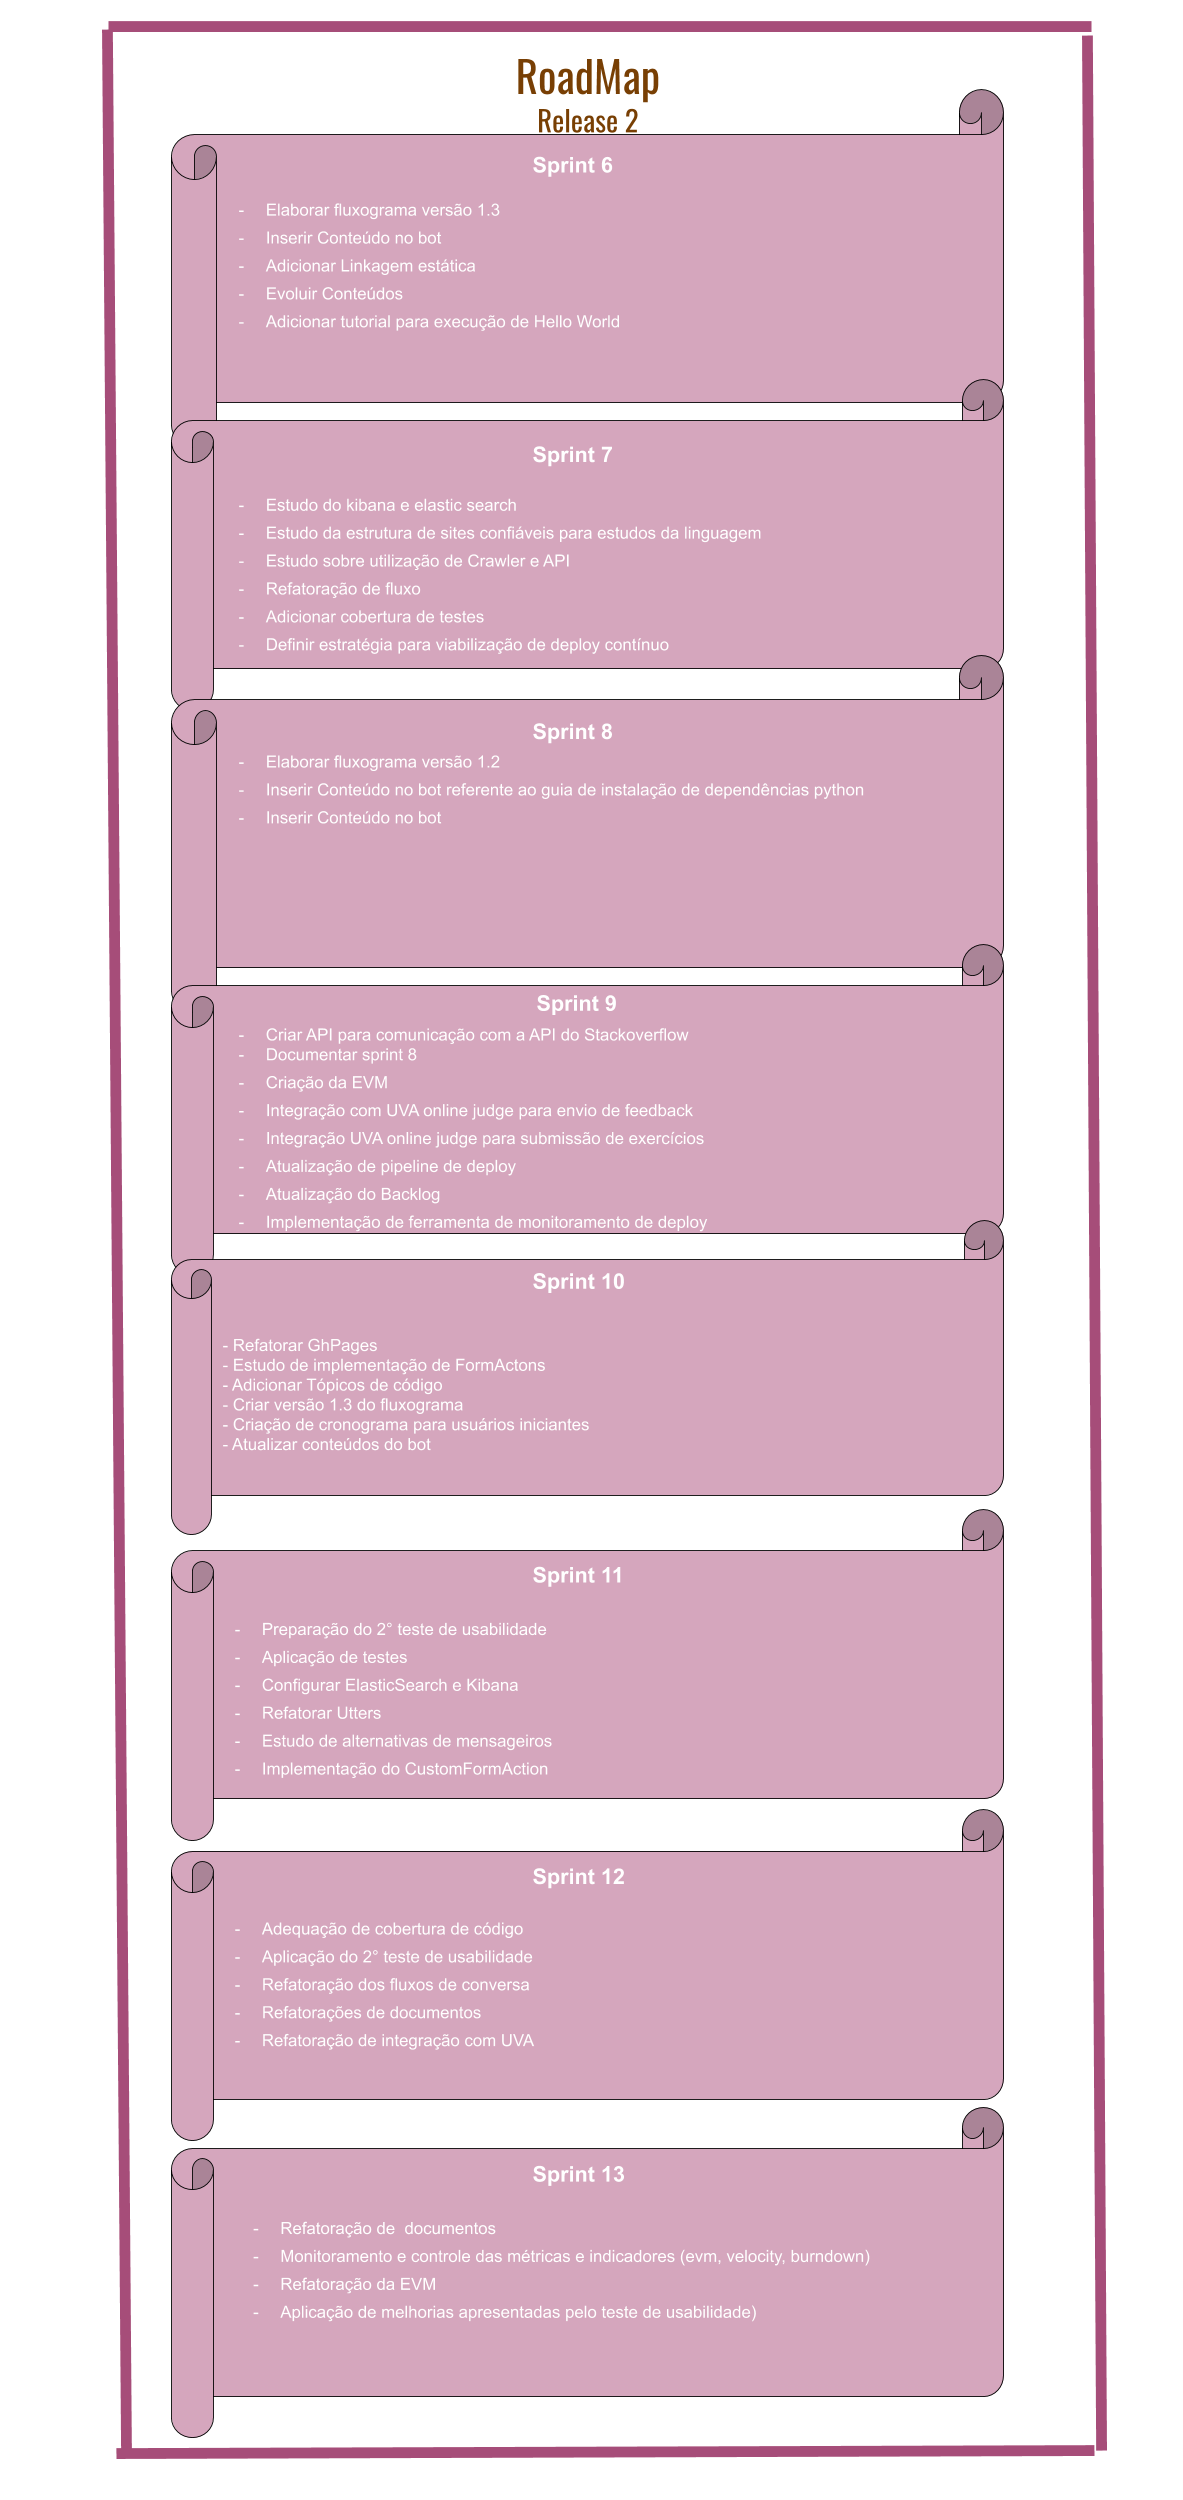 RoadMap
Release 2
Sprint 6
- Elaborar fluxograma versão 1.3
- Inserir Conteúdo no bot
- Adicionar Linkagem estática
- Evoluir Conteúdos
- Adicionar tutorial para execução de Hello World
Sprint 7
- Estudo do kibana e elastic search
- Estudo da estrutura de sites confiáveis para estudos da linguagem
- Estudo sobre utilização de Crawler e API
- Refatoração de fluxo
- Adicionar cobertura de testes
- Definir estratégia para viabilização de deploy contínuo
Sprint 8
- Elaborar fluxograma versão 1.2
- Inserir Conteúdo no bot referente ao guia de instalação de dependências python
- Inserir Conteúdo no bot
Sprint 9
- Criar API para comunicação com a API do Stackoverflow
- Documentar sprint 8
- Criação da EVM
- Integração com UVA online judge para envio de feedback
- Integração UVA online judge para submissão de exercícios
- Atualização de pipeline de deploy
- Atualização do Backlog
- Implementação de ferramenta de monitoramento de deploy
Sprint 10
- Refatorar GhPages
- Estudo de implementação de FormActons
- Adicionar Tópicos de código
- Criar versão 1.3 do fluxograma
- Criação de cronograma para usuários iniciantes
- Atualizar conteúdos do bot
Sprint 11
- Preparação do 2° teste de usabilidade
- Aplicação de testes
- Configurar ElasticSearch e Kibana
- Refatorar Utters
- Estudo de alternativas de mensageiros
- Implementação do CustomFormAction
Sprint 12
- Adequação de cobertura de código
- Aplicação do 2° teste de usabilidade
- Refatoração dos fluxos de conversa
- Refatorações de documentos
- Refatoração de integração com UVA
Sprint 13
- Refatoração de  documentos
- Monitoramento e controle das métricas e indicadores (evm, velocity, burndown)
- Refatoração da EVM
- Aplicação de melhorias apresentadas pelo teste de usabilidade)